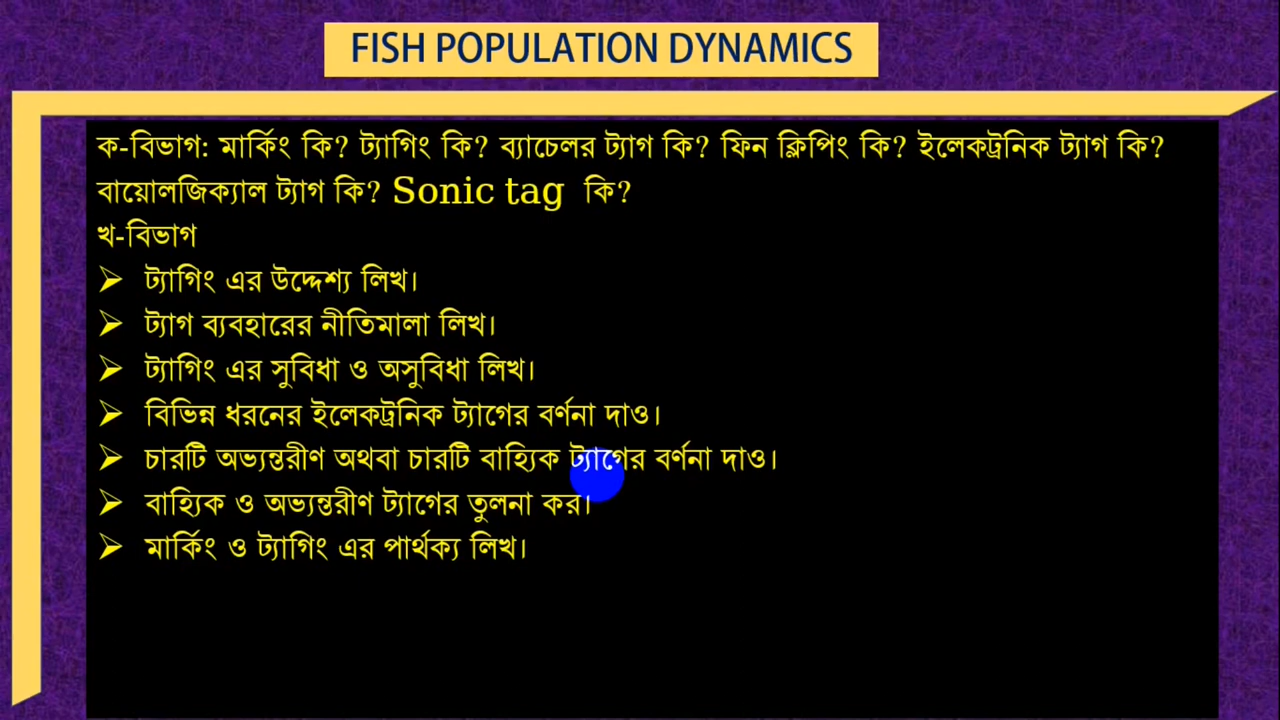 FISH POPULATION DYNAMICS
ক-বিভাগ: মার্কিং কি? ট্যাগিং কি? ব্যাচেলর ট্যাগ কি? ফিন ক্লিপিং কি? ইলেকট্রনিক ট্যাগ কি?
বায়োলজিক্যাল ট্যাগ কি? Sonic tag কি?
খ-বিভাগ
➢ ট্যাগিং এর উদ্দেশ্য লিখ।
➢ ট্যাগ ব্যবহারের নীতিমালা লিখ।
➢ ট্যাগিং এর সুবিধা ও অসুবিধা লিখ।
➢ বিভিন্ন ধরনের ইলেকট্রনিক ট্যাগের বর্ণনা দাও।
➢ চারটি অভ্যন্তরীণ অথবা চারটি বাহ্যিক ট্যাগের বর্ণনা দাও।
➢ বাহ্যিক ও অভ্যন্তরীণ ট্যাগের তুলনা কর।
➢ মার্কিং ও ট্যাগিং এর পার্থক্য লিখ।